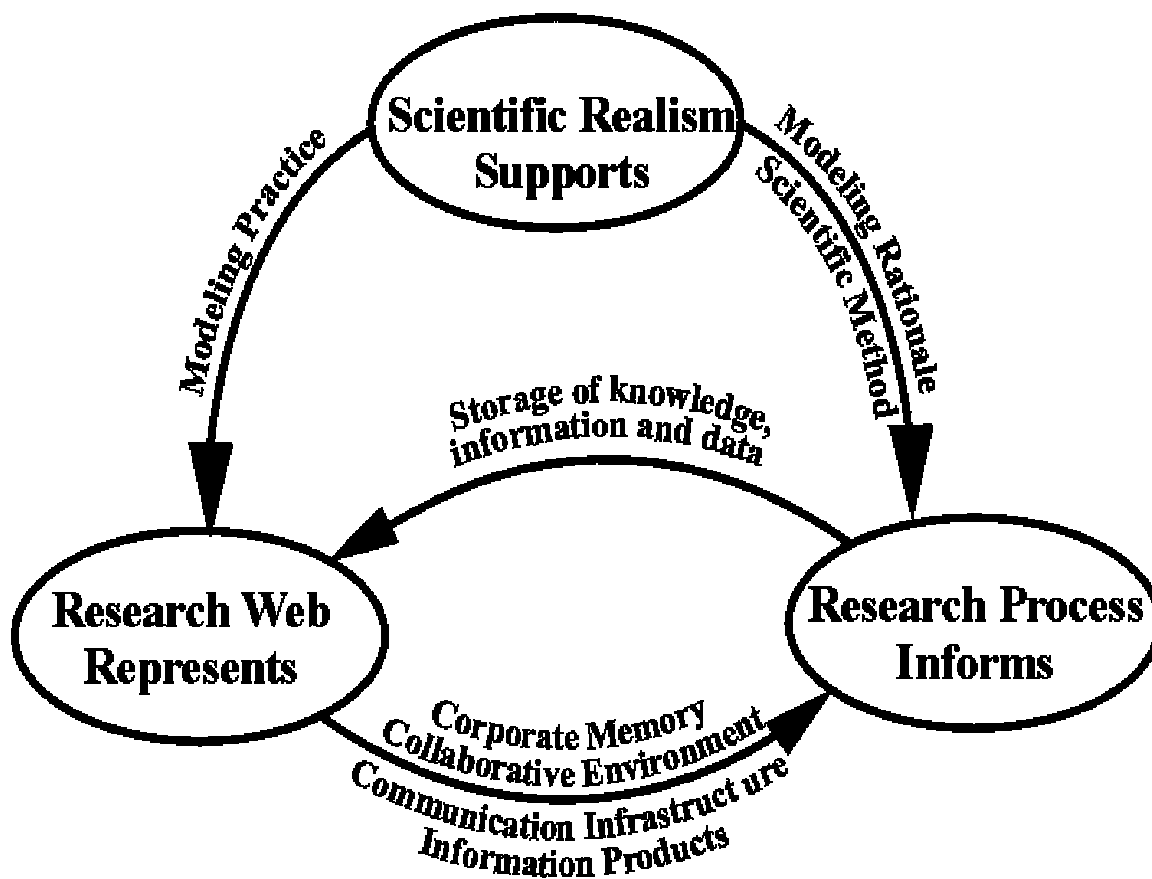 Scientific Realism
Supports
Modeling Practice
Modeling Rationale
Scientific Method
Storage of knowledge,
information and data
Research Web
Represents
Research Process
Informs
Corporate Memory
Collaborative Environment
Communication Infrastruct ure
Information Products